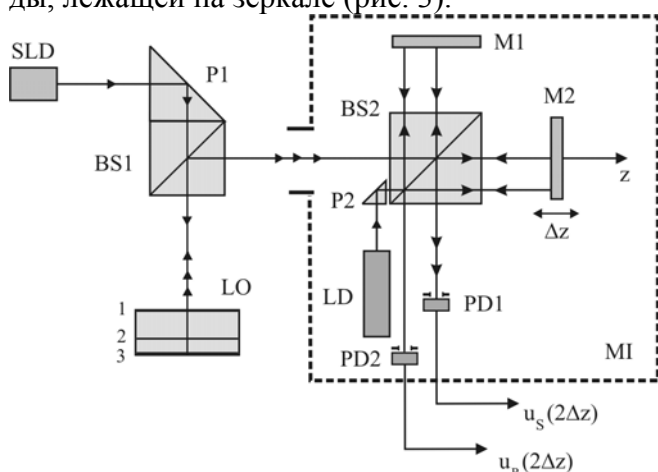 ды, лежащей на зеркале (рис. 3).
SLD
P1
M1
BS2
M2
BS1
z
P2
Δz
LO
LD
1
PD1
2
3
PD2
MI
u_S(2Δz)
u_R(2Δz)